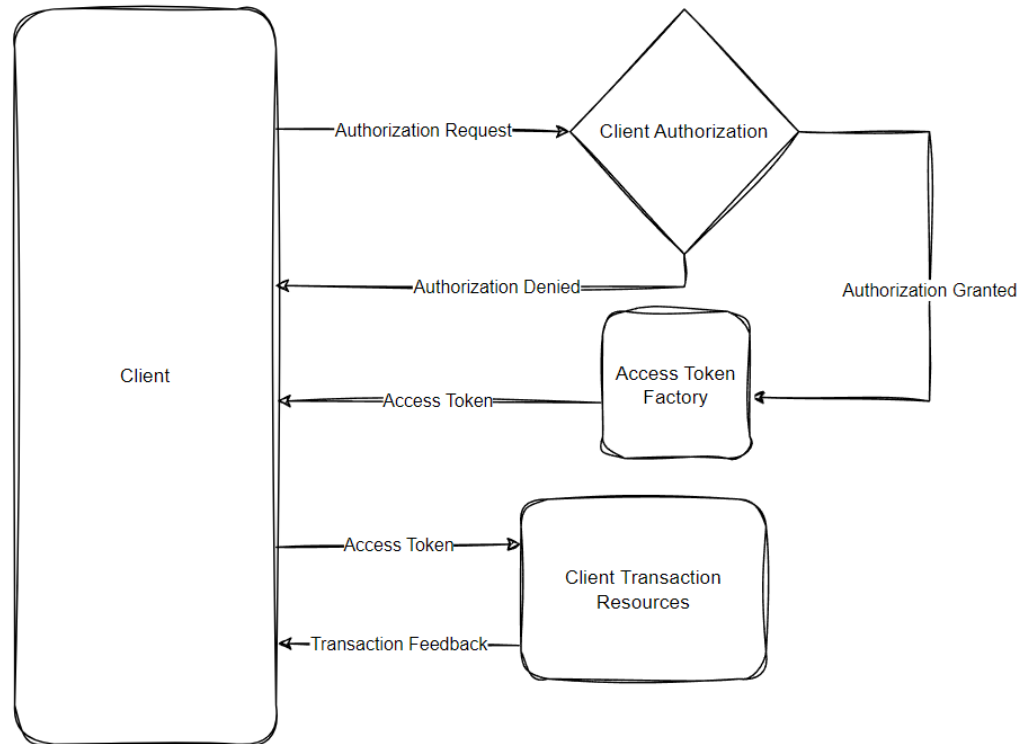 Authorization Request
Client Authorization
Authorization Denied
Authorization Granted
Client
Access Token
Factory
Access Token
Access Token
Client Transaction
Resources
Transaction Feedback